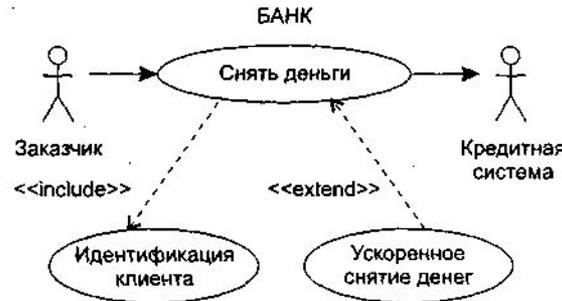 БАНК
Снять деньги
Заказчик
Кредитная
система
<<include>>
<<extend>>
Идентификация
клиента
Ускоренное
снятие денег